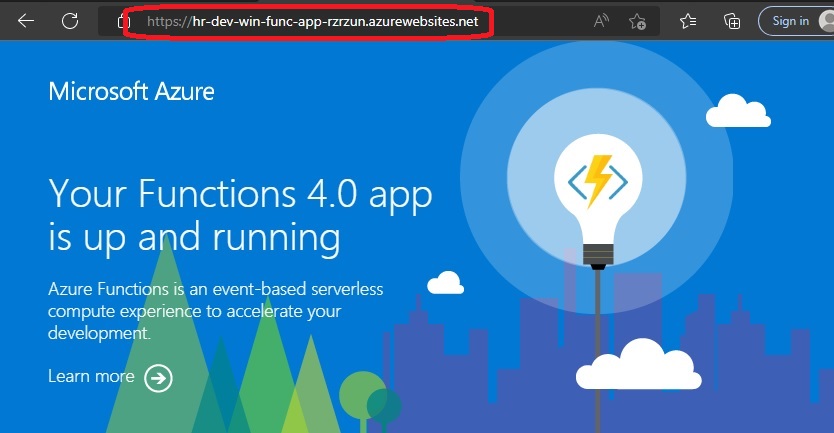 https://hr-dev-win-func-app-rzrzun.azurewebsites.net
Sign in
Microsoft Azure
Your Functions 4.0 app
is up and running
Azure Functions is an event-based serverless
compute experience to accelerate your
development.
Learn more